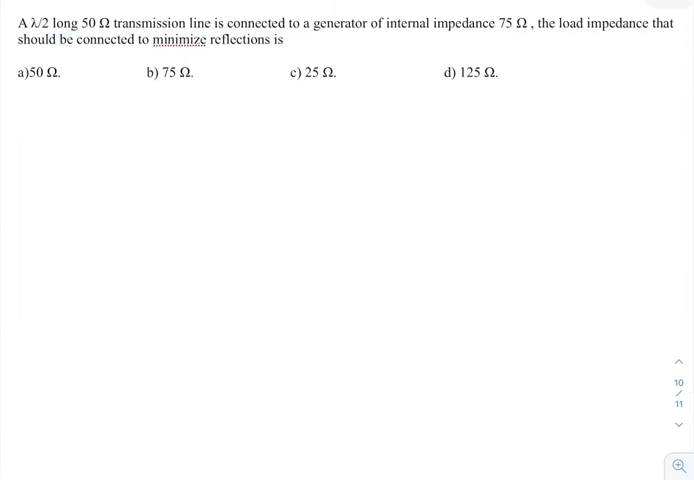 A λ/2 long 50 Ω transmission line is connected to a generator of internal impedance 75 Ω , the load impedance that
should be connected to minimize reflections is
a)50 Ω. b) 75 Ω. c) 25 Ω. d) 125 Ω.
10
/
11